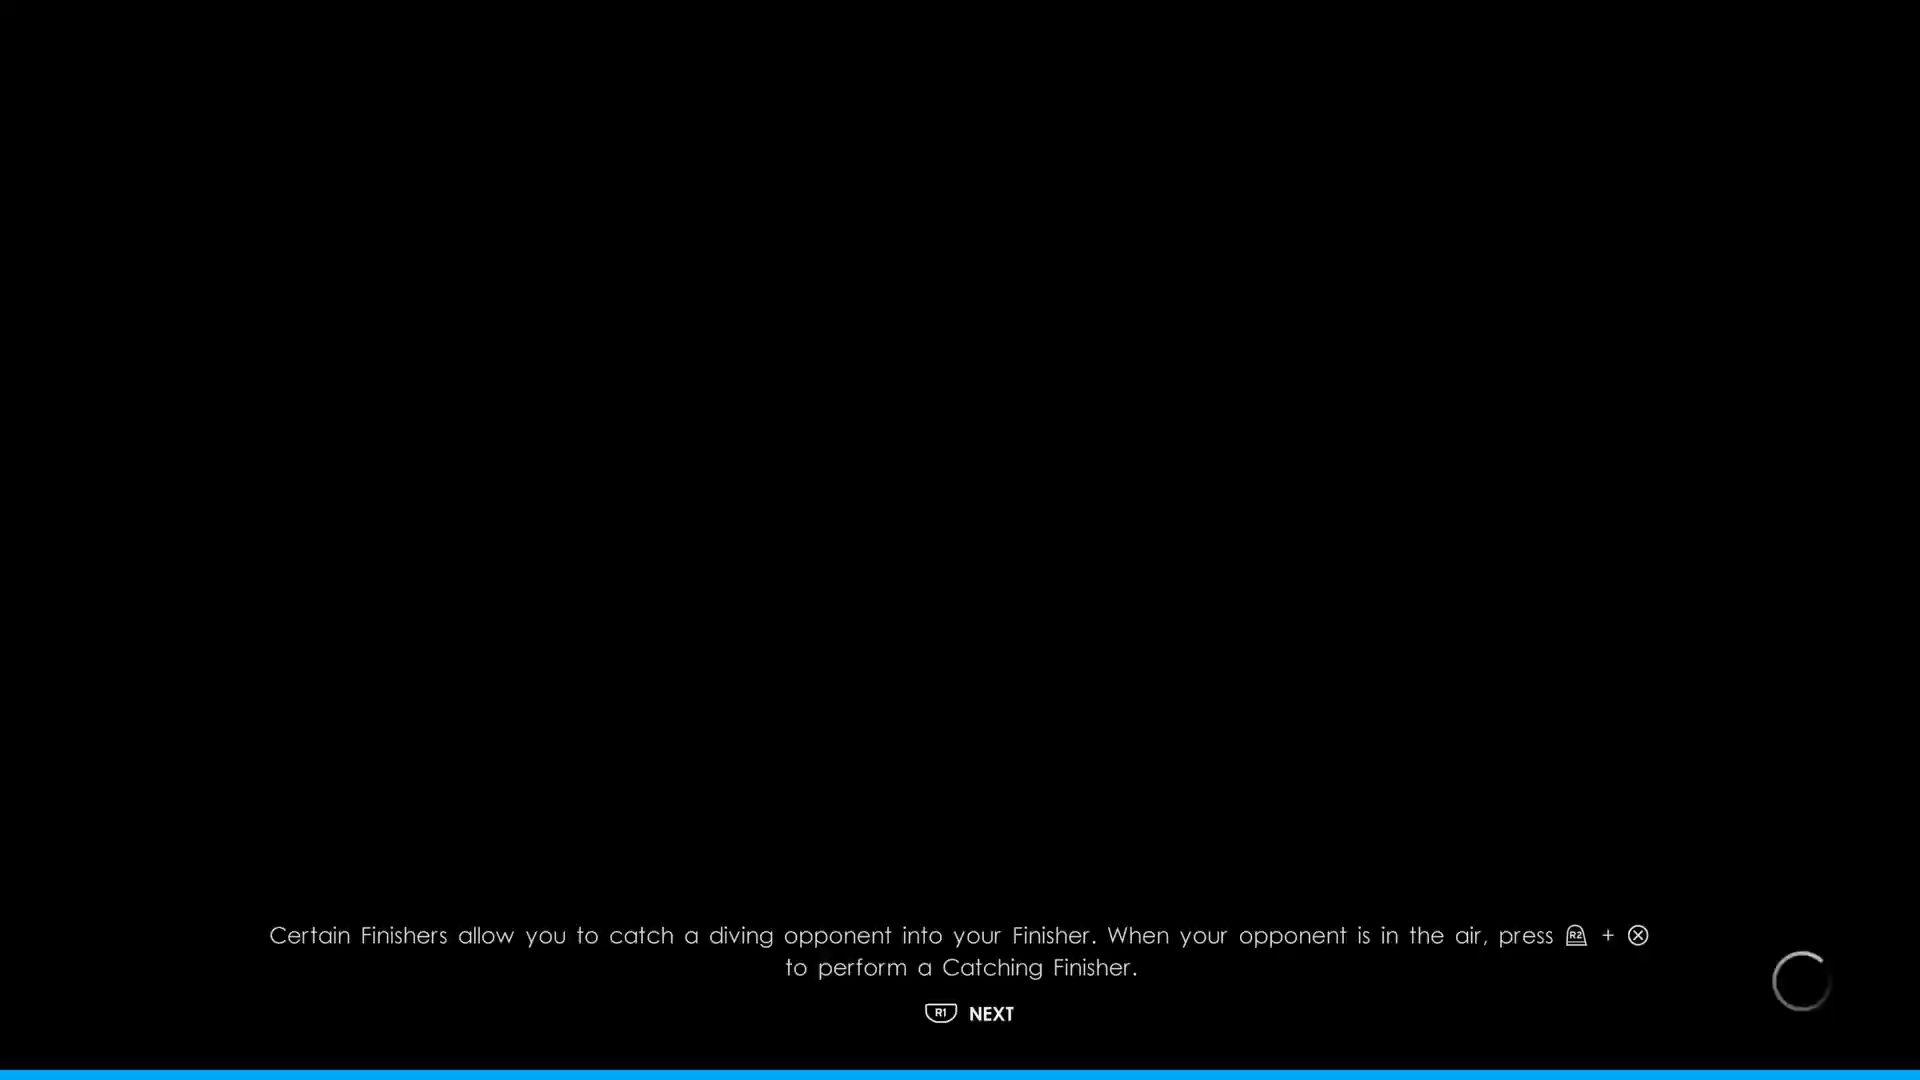 Certain Finishers allow you to catch a diving opponent into your Finisher. When your opponent is in the air, press R2 + ⓧ
to perform a Catching Finisher.
R1 NEXT